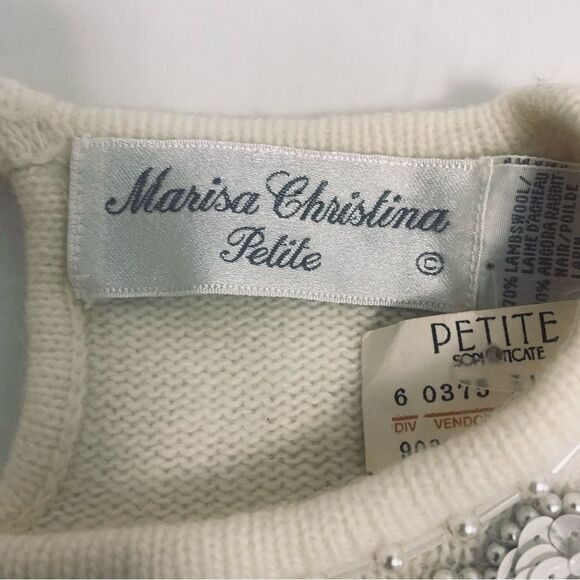 Marisa Christina
Petite
©
70% LAMBSWOOL/
LAINE D'AGNEAU
ANGORA RABBIT
HAIR/POIL DE
PETITE
SOPHISTICATE
6 0375
DIV VENDOR